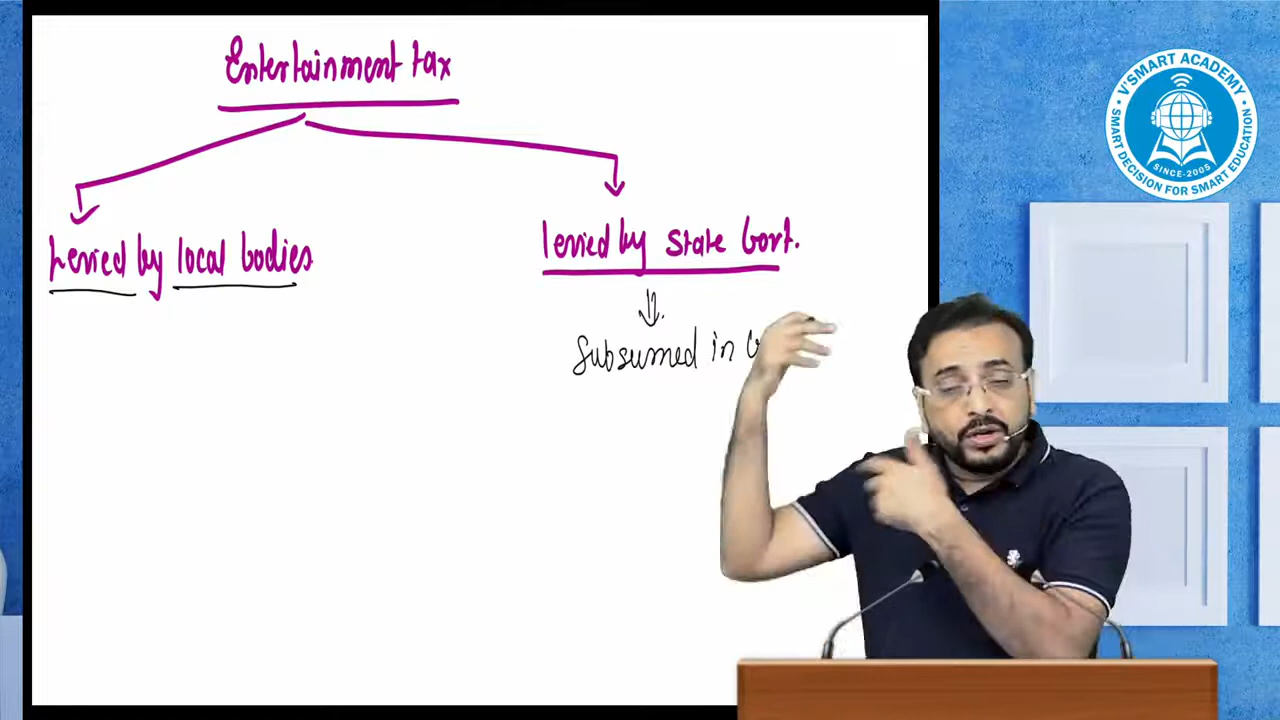 Entertainment tax
Levied by local bodies
levied by State Govt.
Subsumed in
V'SMART ACADEMY
SMART DECISION FOR SMART EDUCATION
SINCE-2005